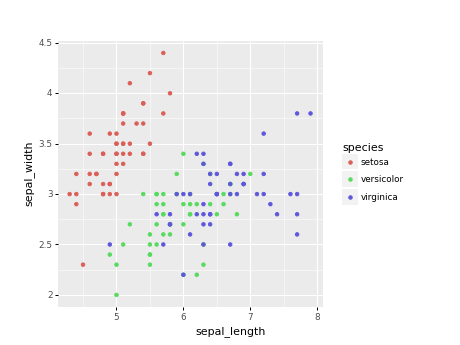 4.5
4
3.5
3
2.5
2
sepal_width
5
6
7
8
sepal_length
species
setosa
versicolor
virginica